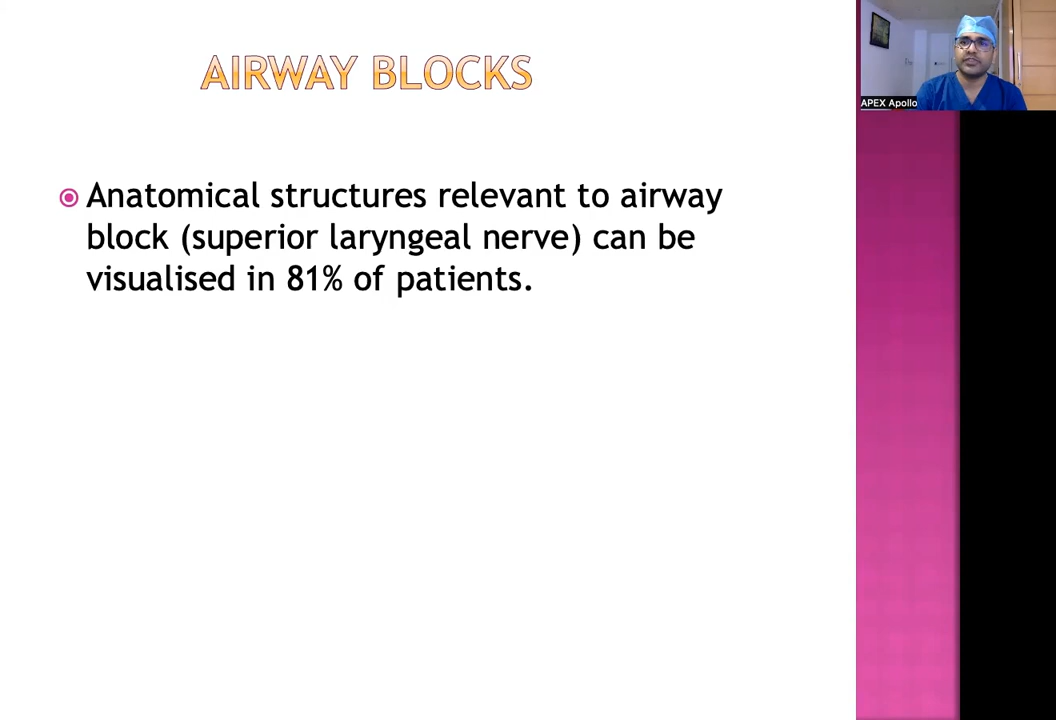 AIRWAY BLOCKS
APEX Apollo
Anatomical structures relevant to airway
block (superior laryngeal nerve) can be
visualised in 81% of patients.